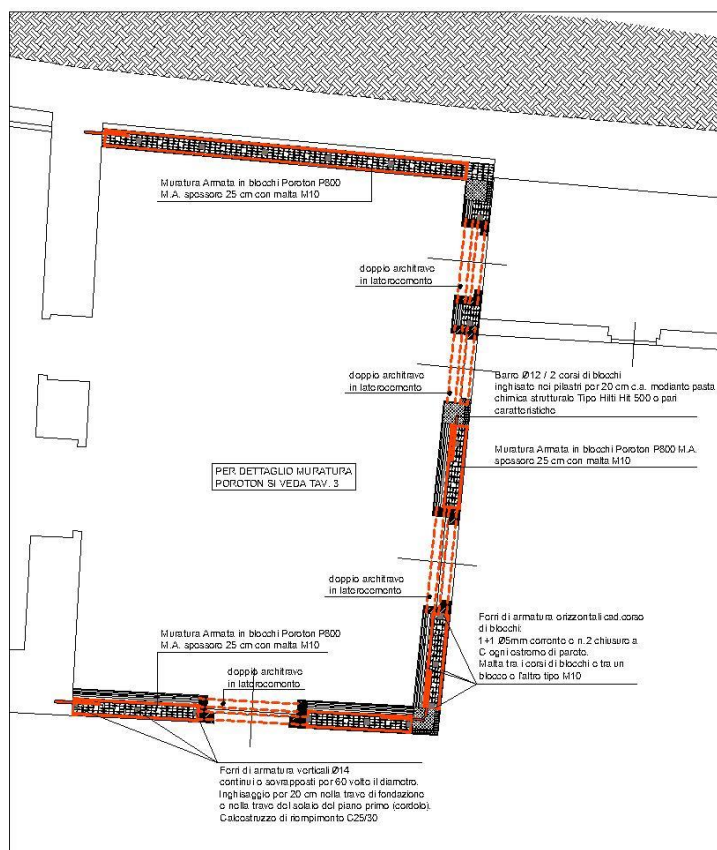 Muratura Armata in blocchi Poroton P800
M.A. spessore 25 cm con malta M10
doppio architrave
in laterocemento
doppio architrave
in laterocemento
Barre Ø12 / 2 corsi di blocchi
inghisate nei pilastri per 20 cm c.a. mediante pasta
chimica strutturale Tipo Hilti Hit 500 o pari
caratteristiche
Muratura Armata in blocchi Poroton P800 M.A.
spessore 25 cm con malta M10
PER DETTAGLIO MURATURA
POROTON SI VEDA TAV. 3
doppio architrave
in laterocemento
Ferri di armatura orizzontali cad.corso
di blocchi:
1+1 Ø5mm corrente e n.2 chiusure a
C ogni estremo di parete.
Malta tra i corsi di blocchi e tra un
blocco e l'altro tipo M10
Muratura Armata in blocchi Poroton P800
M.A. spessore 25 cm con malta M10
doppio architrave
in laterocemento
Ferri di armatura verticali Ø14
continui o sovrapposti per 60 volte il diametro.
Inghisaggio per 20 cm nella trave di fondazione
e nella trave del solaio del piano primo (cordolo).
Calcestruzzo di riempimento C25/30